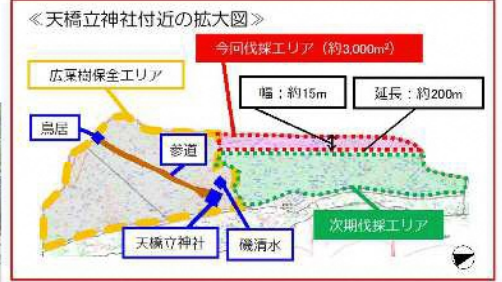 ≪天橋立神社付近の拡大図≫
今回伐採エリア（約3,000m²）
広葉樹保全エリア
幅：約15m
延長：約200m
鳥居
参道
天橋立神社
磯清水
次期伐採エリア